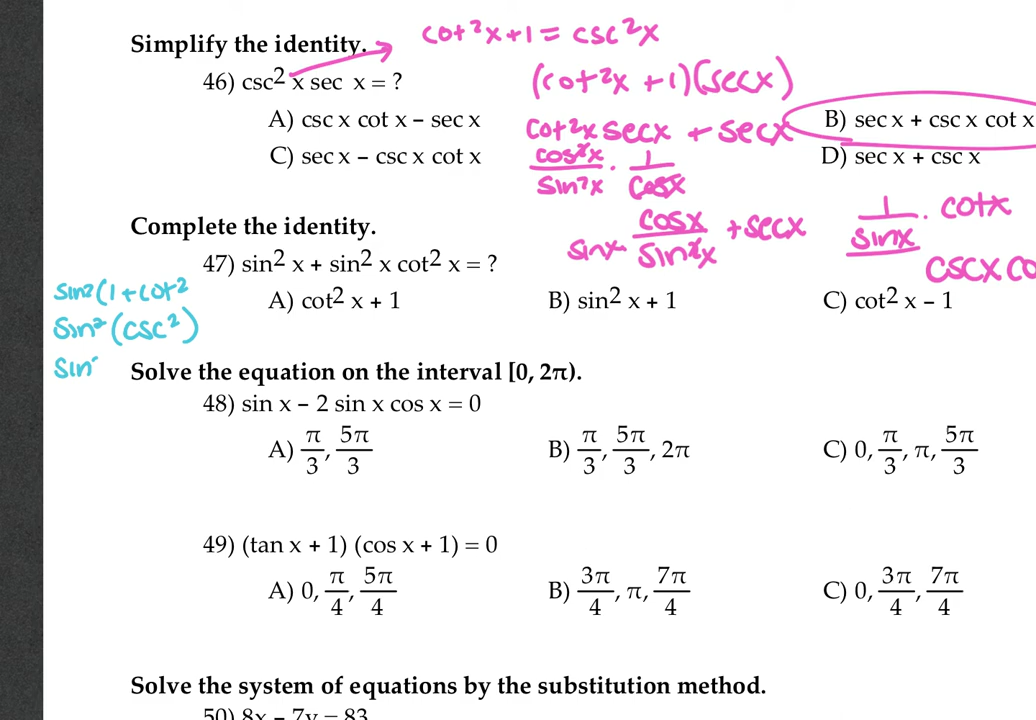 Simplify the identity. cot²x+1 = csc²x
46) csc² x sec x = ? (cot²x +1)(secx)
A) csc x cot x – sec x cot²x secx + secx B) sec x + csc x cot x
C) sec x – csc x cot x cos²x/sin²x · 1/cosx D) sec x + csc x
cosx/sin²x +secx 1/sinx · cotx
sinx
cscx co
Complete the identity.
47) sin² x + sin² x cot² x = ?
sin²(1+cot²
A) cot² x + 1 B) sin² x + 1 C) cot² x – 1
sin²(csc²)
sin²
Solve the equation on the interval [0, 2π).
48) sin x – 2 sin x cos x = 0
A) π/3, 5π/3 B) π/3, 5π/3, 2π C) 0, π/3, π, 5π/3
49) (tan x + 1) (cos x + 1) = 0
A) 0, π/4, 5π/4 B) 3π/4, π, 7π/4 C) 0, 3π/4, 7π/4
Solve the system of equations by the substitution method.
50) 8x – 7y = 83